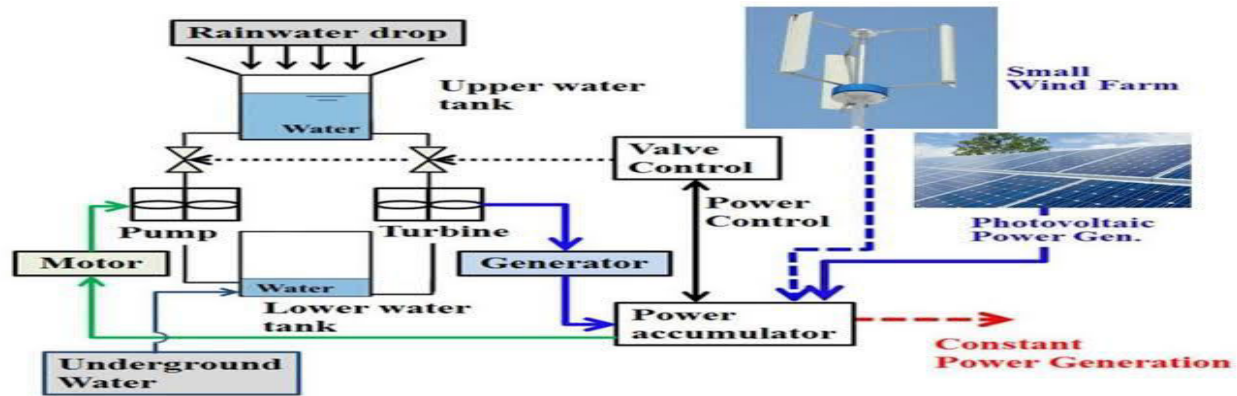 Rainwater drop
Upper water
tank
Water
Small
Wind Farm
Valve
Control
Power
Control
Photovoltaic
Power Gen.
Pump
Turbine
Motor
Generator
Water
Lower water
tank
Power
accumulator
Constant
Power Generation
Underground
Water